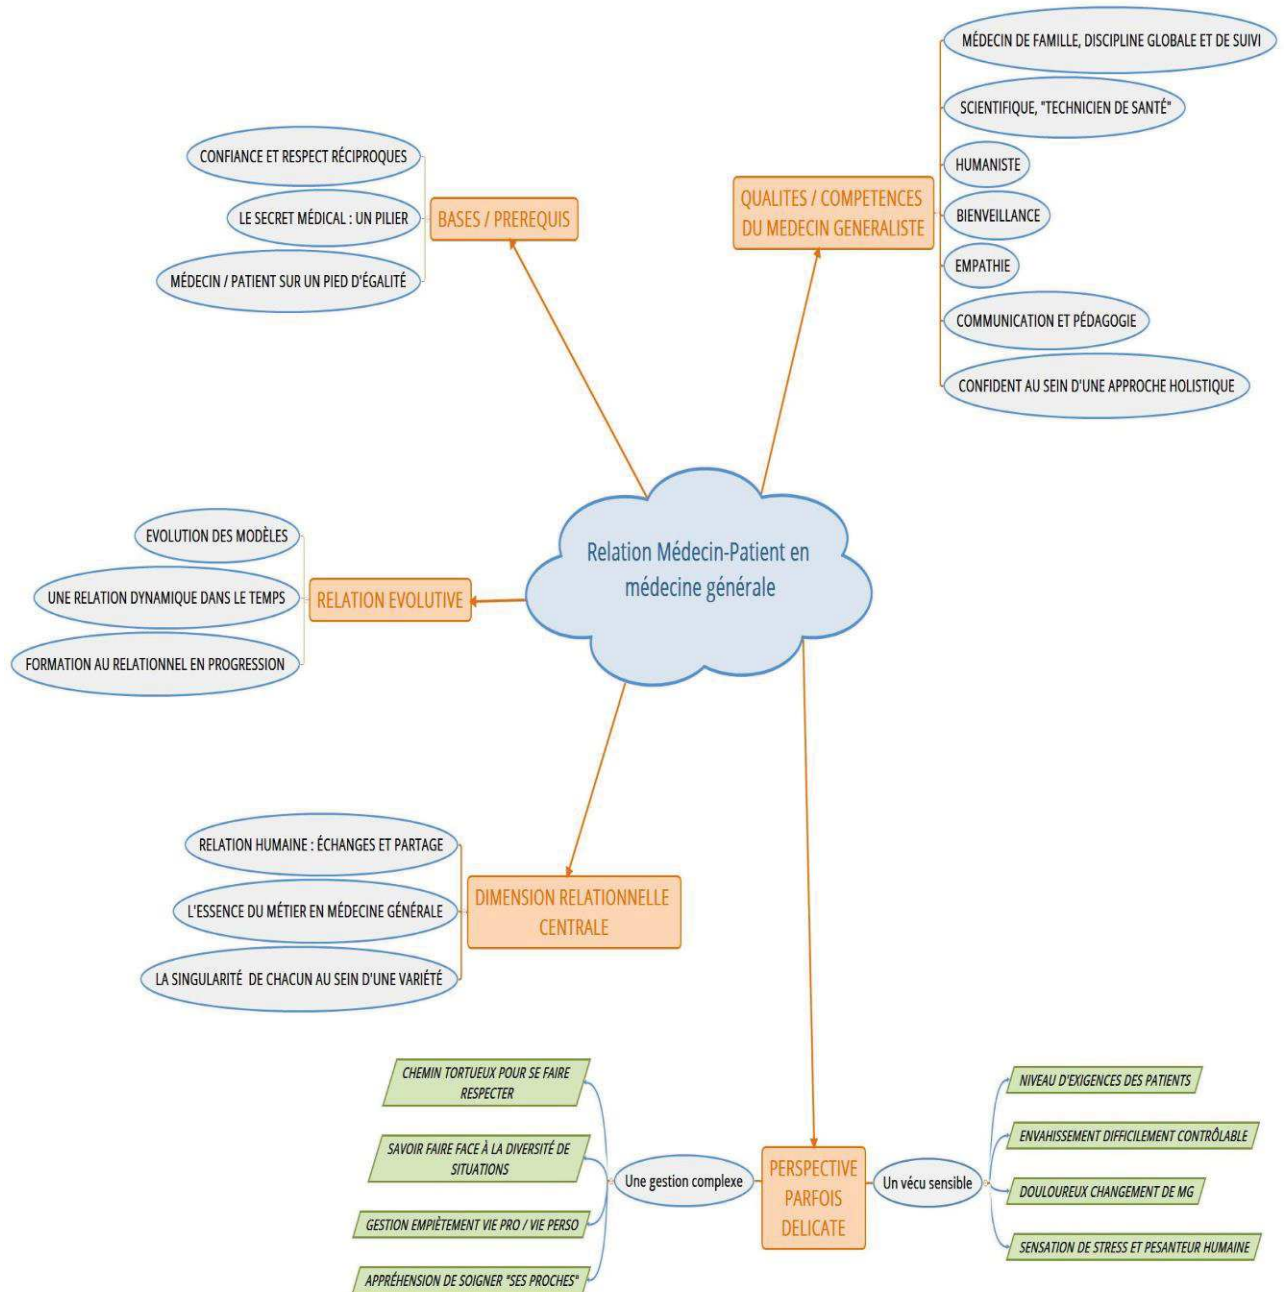 MÉDECIN DE FAMILLE, DISCIPLINE GLOBALE ET DE SUIVI
SCIENTIFIQUE, "TECHNICIEN DE SANTÉ"
HUMANISTE
BIENVEILLANCE
EMPATHIE
COMMUNICATION ET PÉDAGOGIE
CONFIDENT AU SEIN D'UNE APPROCHE HOLISTIQUE
QUALITES / COMPETENCES
DU MEDECIN GENERALISTE
CONFIANCE ET RESPECT RÉCIPROQUES
LE SECRET MÉDICAL : UN PILIER
MÉDECIN / PATIENT SUR UN PIED D'ÉGALITÉ
BASES / PREREQUIS
Relation Médecin-Patient en
médecine générale
EVOLUTION DES MODÈLES
UNE RELATION DYNAMIQUE DANS LE TEMPS
FORMATION AU RELATIONNEL EN PROGRESSION
RELATION EVOLUTIVE
RELATION HUMAINE : ÉCHANGES ET PARTAGE
L'ESSENCE DU MÉTIER EN MÉDECINE GÉNÉRALE
LA SINGULARITÉ DE CHACUN AU SEIN D'UNE VARIÉTÉ
DIMENSION RELATIONNELLE
CENTRALE
CHEMIN TORTUEUX POUR SE FAIRE
RESPECTER
SAVOIR FAIRE FACE À LA DIVERSITÉ DE
SITUATIONS
GESTION EMPIÈTEMENT VIE PRO / VIE PERSO
APPRÉHENSION DE SOIGNER "SES PROCHES"
Une gestion complexe
PERSPECTIVE
PARFOIS
DELICATE
Un vécu sensible
NIVEAU D'EXIGENCES DES PATIENTS
ENVAHISSEMENT DIFFICILEMENT CONTRÔLABLE
DOULOUREUX CHANGEMENT DE MG
SENSATION DE STRESS ET PESANTEUR HUMAINE